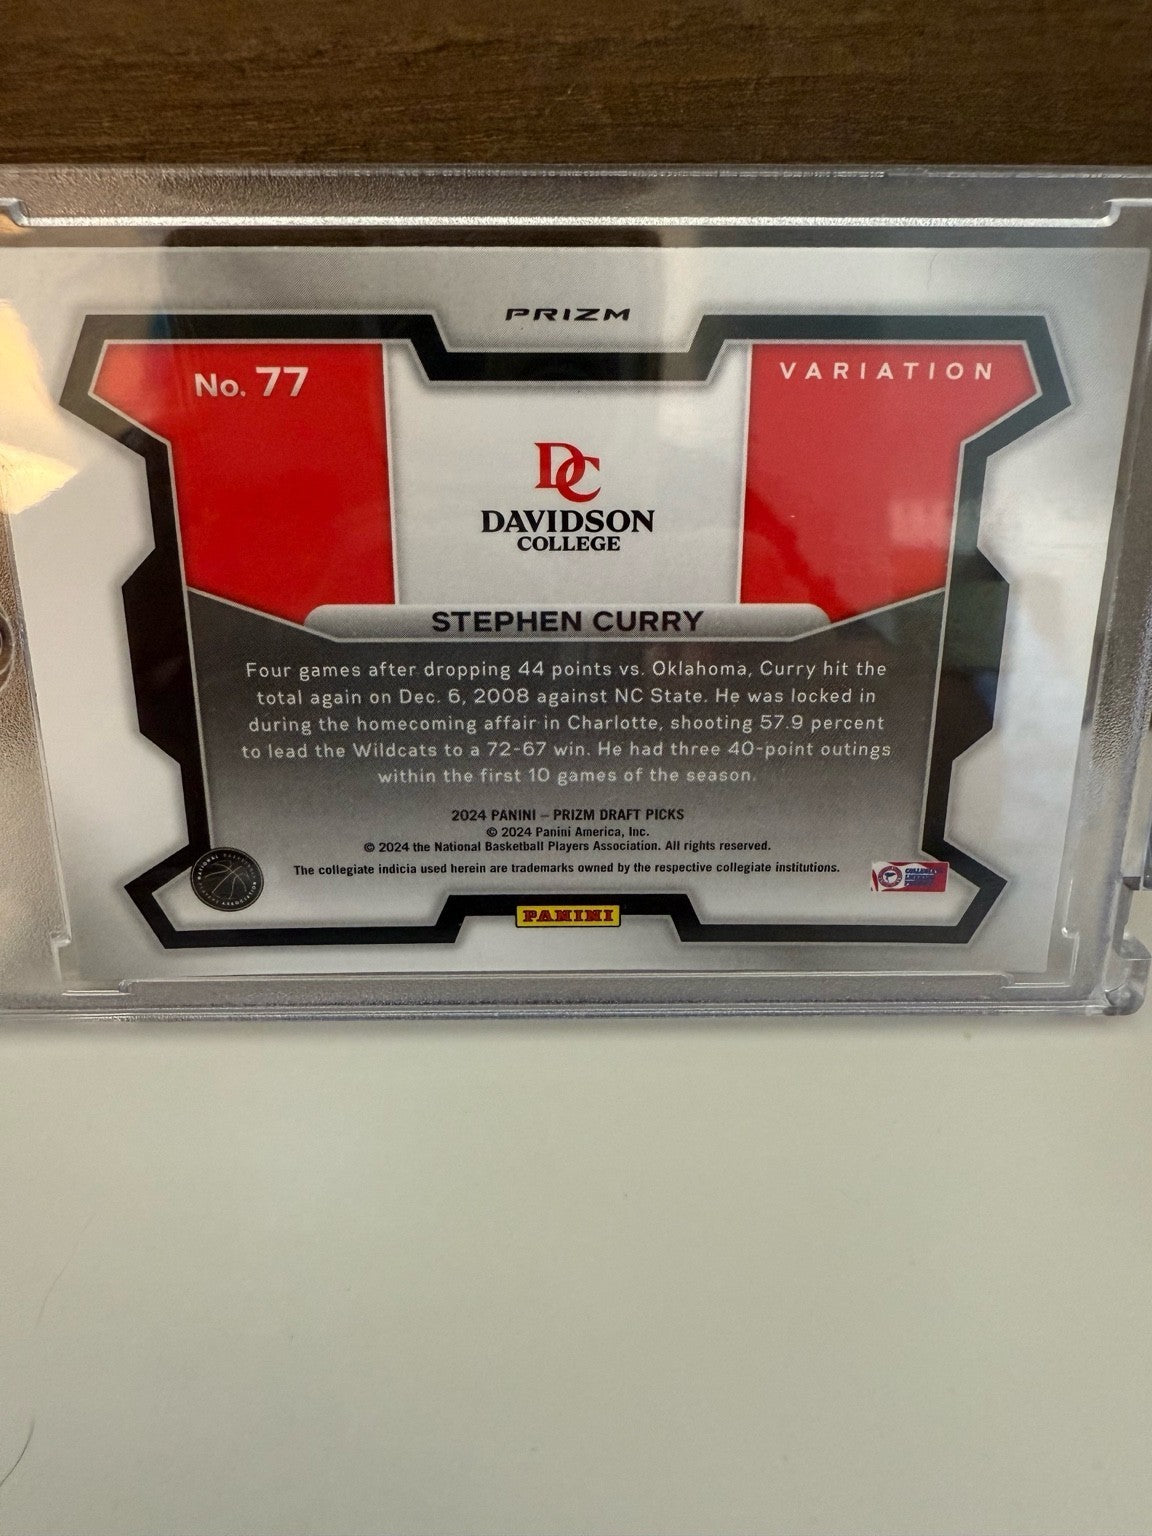 PRIZM
No. 77
VARIATION
DC
DAVIDSON
COLLEGE
STEPHEN CURRY
Four games after dropping 44 points vs. Oklahoma, Curry hit the
total again on Dec. 6, 2008 against NC State. He was locked in
during the homecoming affair in Charlotte, shooting 57.9 percent
to lead the Wildcats to a 72-67 win. He had three 40-point outings
within the first 10 games of the season.
2024 PANINI – PRIZM DRAFT PICKS
© 2024 Panini America, Inc.
© 2024 the National Basketball Players Association. All rights reserved.
The collegiate indicia used herein are trademarks owned by the respective collegiate institutions.
PANINI